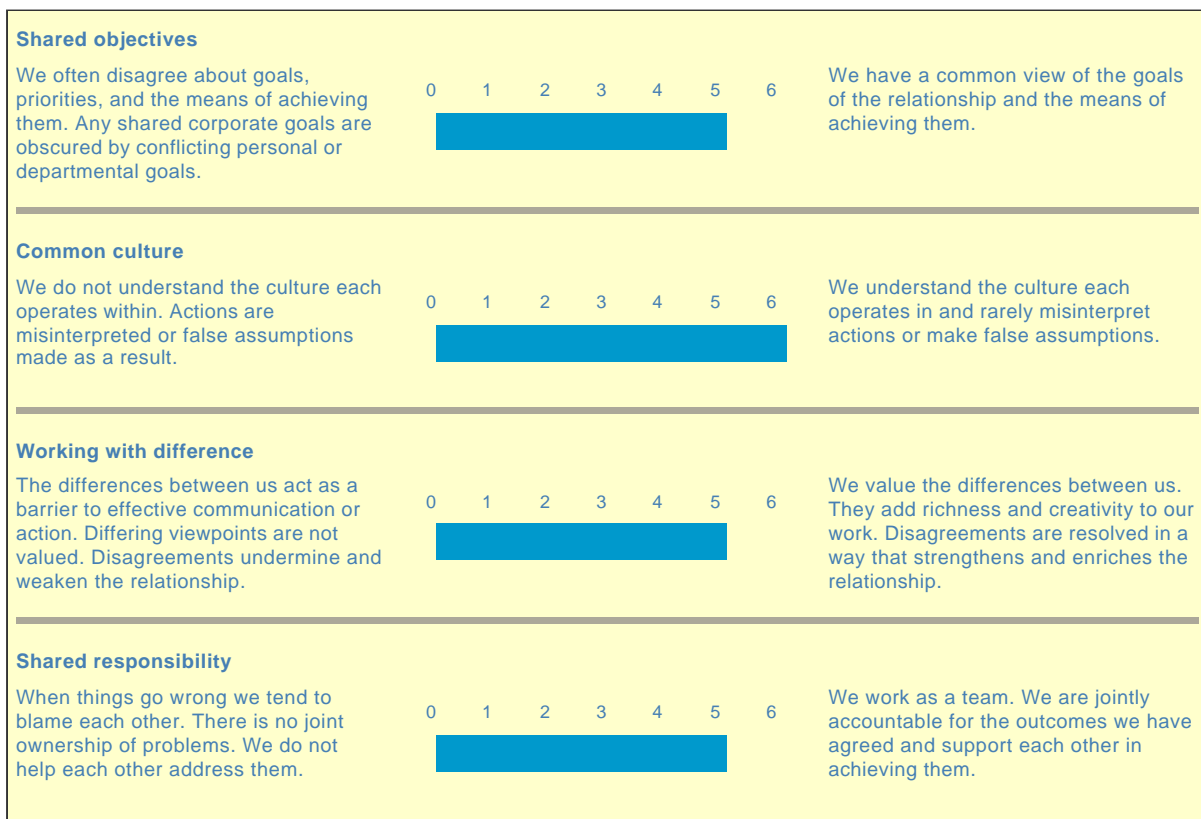 Shared objectives
We often disagree about goals,
priorities, and the means of achieving
them. Any shared corporate goals are
obscured by conflicting personal or
departmental goals.
0 1 2 3 4 5 6
We have a common view of the goals
of the relationship and the means of
achieving them.
Common culture
We do not understand the culture each
operates within. Actions are
misinterpreted or false assumptions
made as a result.
0 1 2 3 4 5 6
We understand the culture each
operates in and rarely misinterpret
actions or make false assumptions.
Working with difference
The differences between us act as a
barrier to effective communication or
action. Differing viewpoints are not
valued. Disagreements undermine and
weaken the relationship.
0 1 2 3 4 5 6
We value the differences between us.
They add richness and creativity to our
work. Disagreements are resolved in a
way that strengthens and enriches the
relationship.
Shared responsibility
When things go wrong we tend to
blame each other. There is no joint
ownership of problems. We do not
help each other address them.
0 1 2 3 4 5 6
We work as a team. We are jointly
accountable for the outcomes we have
agreed and support each other in
achieving them.